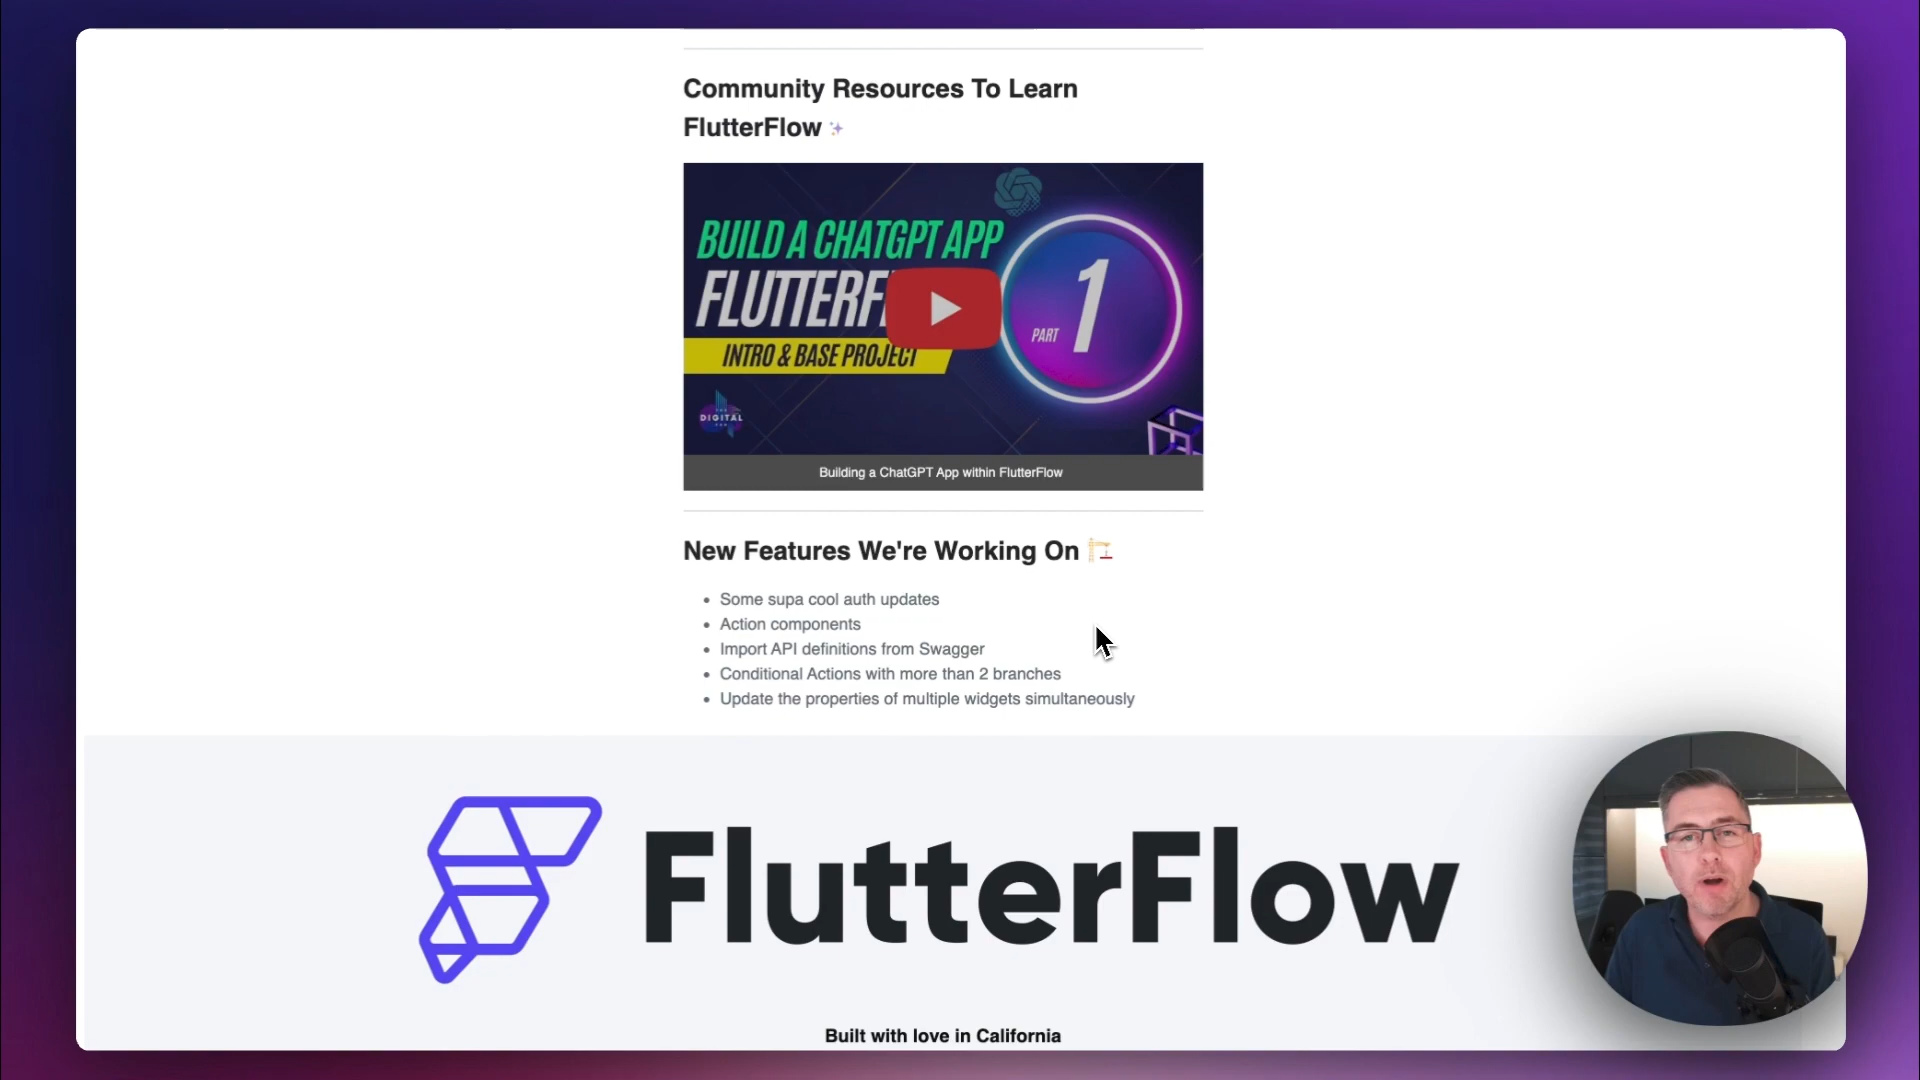 Community Resources To Learn
FlutterFlow
BUILD A CHATGPT APP
FLUTTERF
INTRO & BASE PROJECT
PART 1
DIGITAL
Building a ChatGPT App within FlutterFlow
New Features We're Working On
Some supa cool auth updates
Action components
Import API definitions from Swagger
Conditional Actions with more than 2 branches
Update the properties of multiple widgets simultaneously
FlutterFlow
Built with love in California